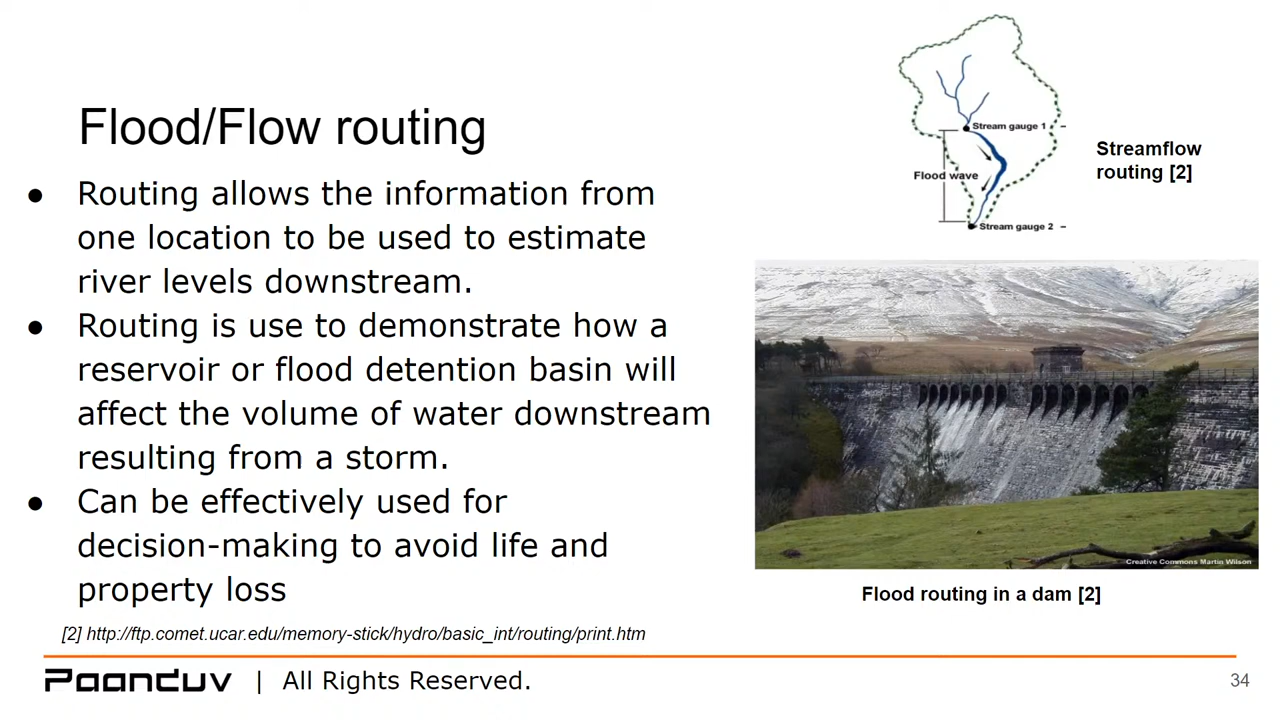 Flood/Flow routing
● Routing allows the information from
one location to be used to estimate
river levels downstream.
● Routing is use to demonstrate how a
reservoir or flood detention basin will
affect the volume of water downstream
resulting from a storm.
● Can be effectively used for
decision-making to avoid life and
property loss
[2] http://ftp.comet.ucar.edu/memory-stick/hydro/basic_int/routing/print.htm
Stream gauge 1
Flood wave
Stream gauge 2
Streamflow
routing [2]
Creative Commons Martin Wilson
Flood routing in a dam [2]
Paanduv | All Rights Reserved.
34